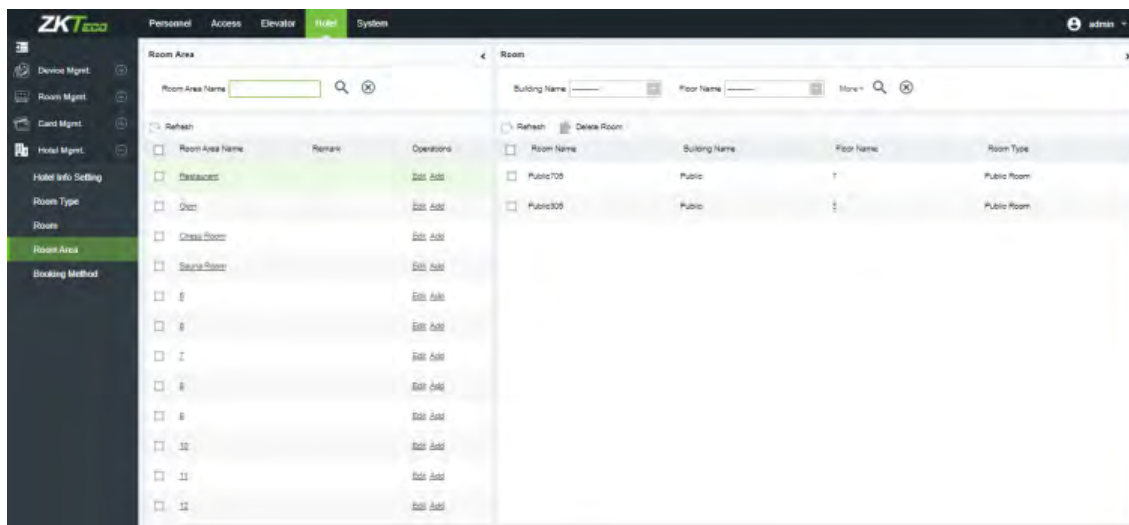 ZKTeco
Personnel Access Elevator Hotel System
admin
Device Mgmt.
Room Mgmt.
Card Mgmt.
Hotel Mgmt.
Hotel Info Setting
Room Type
Room
Room Area
Booking Method
Room Area
Room Area Name
Refresh
Room Area Name Remark Operations
Restaurant Edit Add
Gym Edit Add
Chess Room Edit Add
Sauna Room Edit Add
Edit Add
Edit Add
7 Edit Add
Edit Add
Edit Add
10 Edit Add
11 Edit Add
12 Edit Add
Room
Building Name --------- Floor Name --------- More
Refresh Delete Room
Room Name Building Name Floor Name Room Type
Public Public Room
Public Public Room